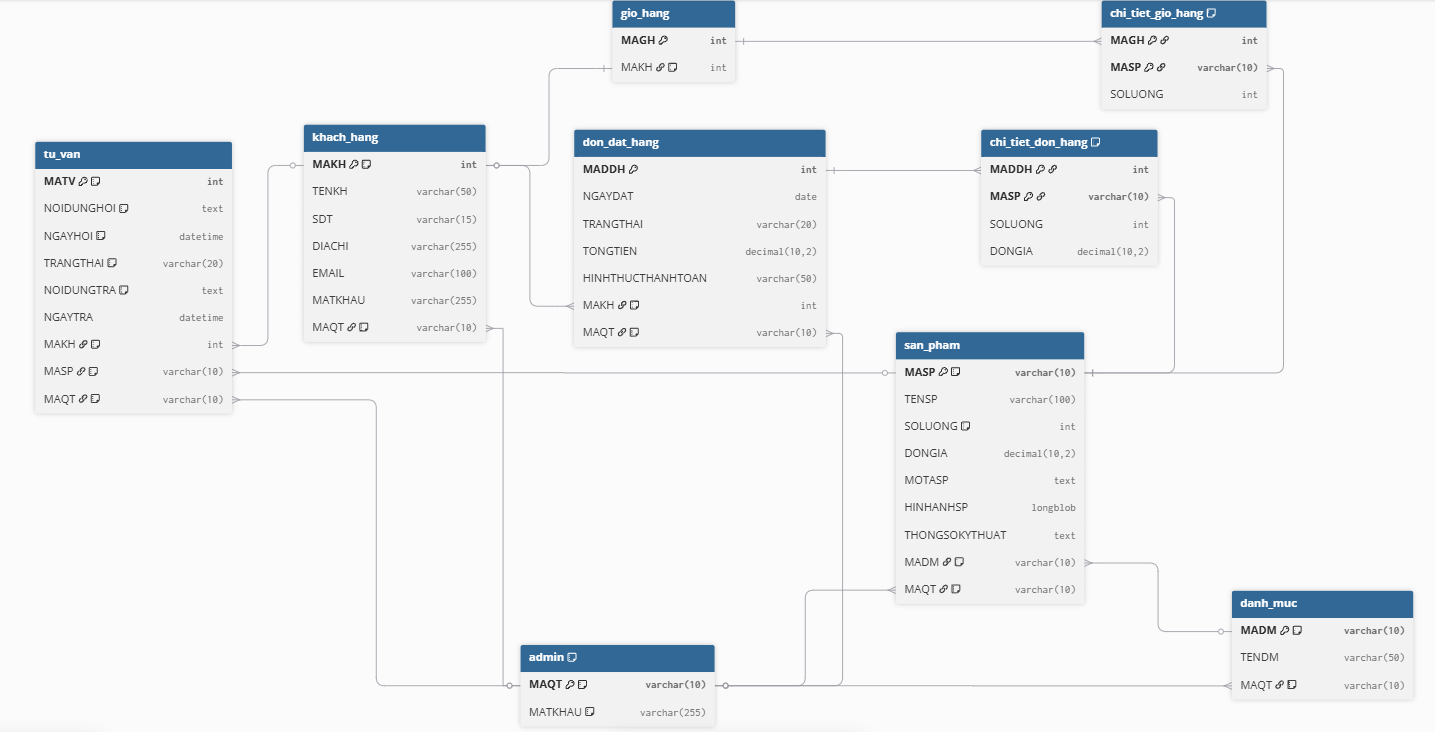 gio_hang
MAGH int
MAKH int
chi_tiet_gio_hang
MAGH int
MASP varchar(10)
SOLUONG int
tu_van
MATV int
NOIDUNGHOI text
NGAYHOI datetime
TRANGTHAI varchar(20)
NOIDUNGTRA text
NGAYTRA datetime
MAKH int
MASP varchar(10)
MAQT varchar(10)
khach_hang
MAKH int
TENKH varchar(50)
SDT varchar(15)
DIACHI varchar(255)
EMAIL varchar(100)
MATKHAU varchar(255)
MAQT varchar(10)
don_dat_hang
MADDH int
NGAYDAT date
TRANGTHAI varchar(20)
TONGTIEN decimal(10,2)
HINHTHUCTHANHTOAN varchar(50)
MAKH int
MAQT varchar(10)
chi_tiet_don_hang
MADDH int
MASP varchar(10)
SOLUONG int
DONGIA decimal(10,2)
san_pham
MASP varchar(10)
TENSP varchar(100)
SOLUONG int
DONGIA decimal(10,2)
MOTASP text
HINHANHSP longblob
THONGSOKYTHUAT text
MADM varchar(10)
MAQT varchar(10)
admin
MAQT varchar(10)
MATKHAU varchar(255)
danh_muc
MADM varchar(10)
TENDM varchar(50)
MAQT varchar(10)